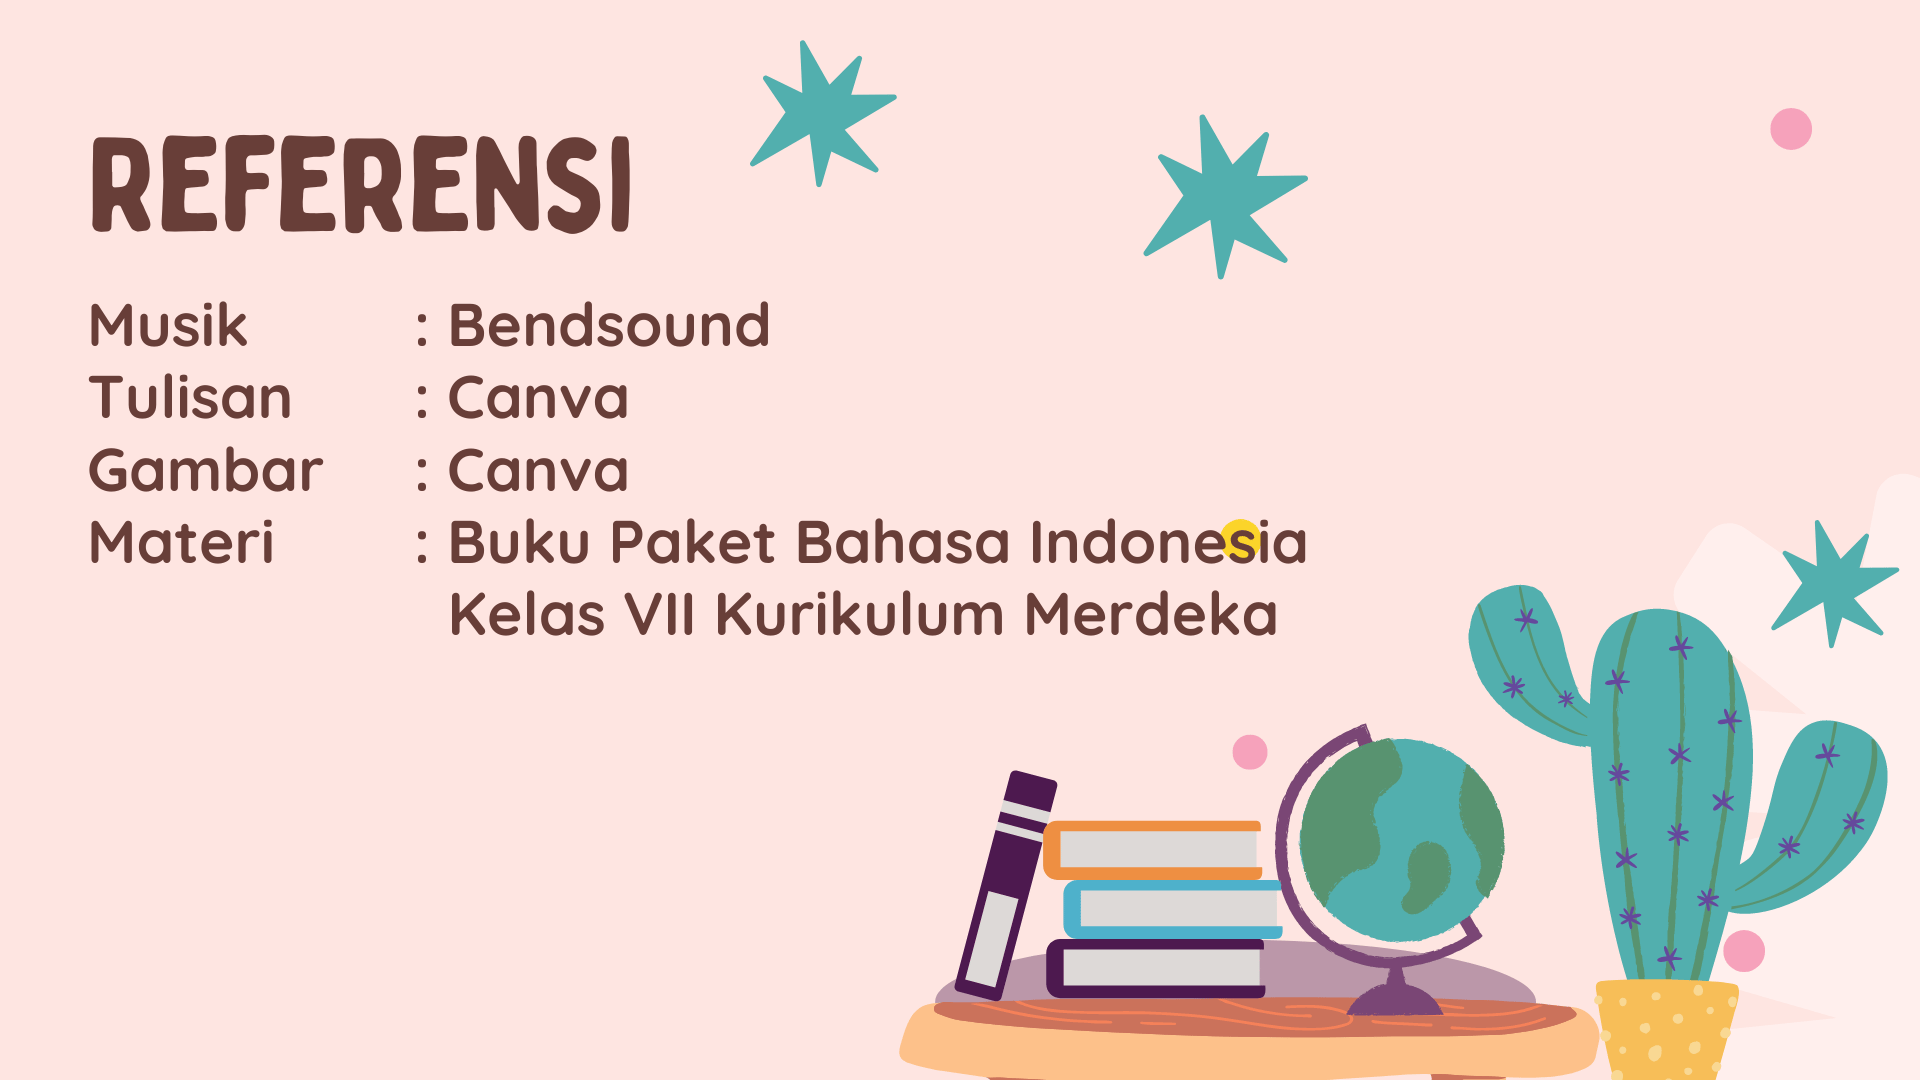 REFERENSI
Musik : Bendsound
Tulisan : Canva
Gambar : Canva
Materi : Buku Paket Bahasa Indonesia
Kelas VII Kurikulum Merdeka